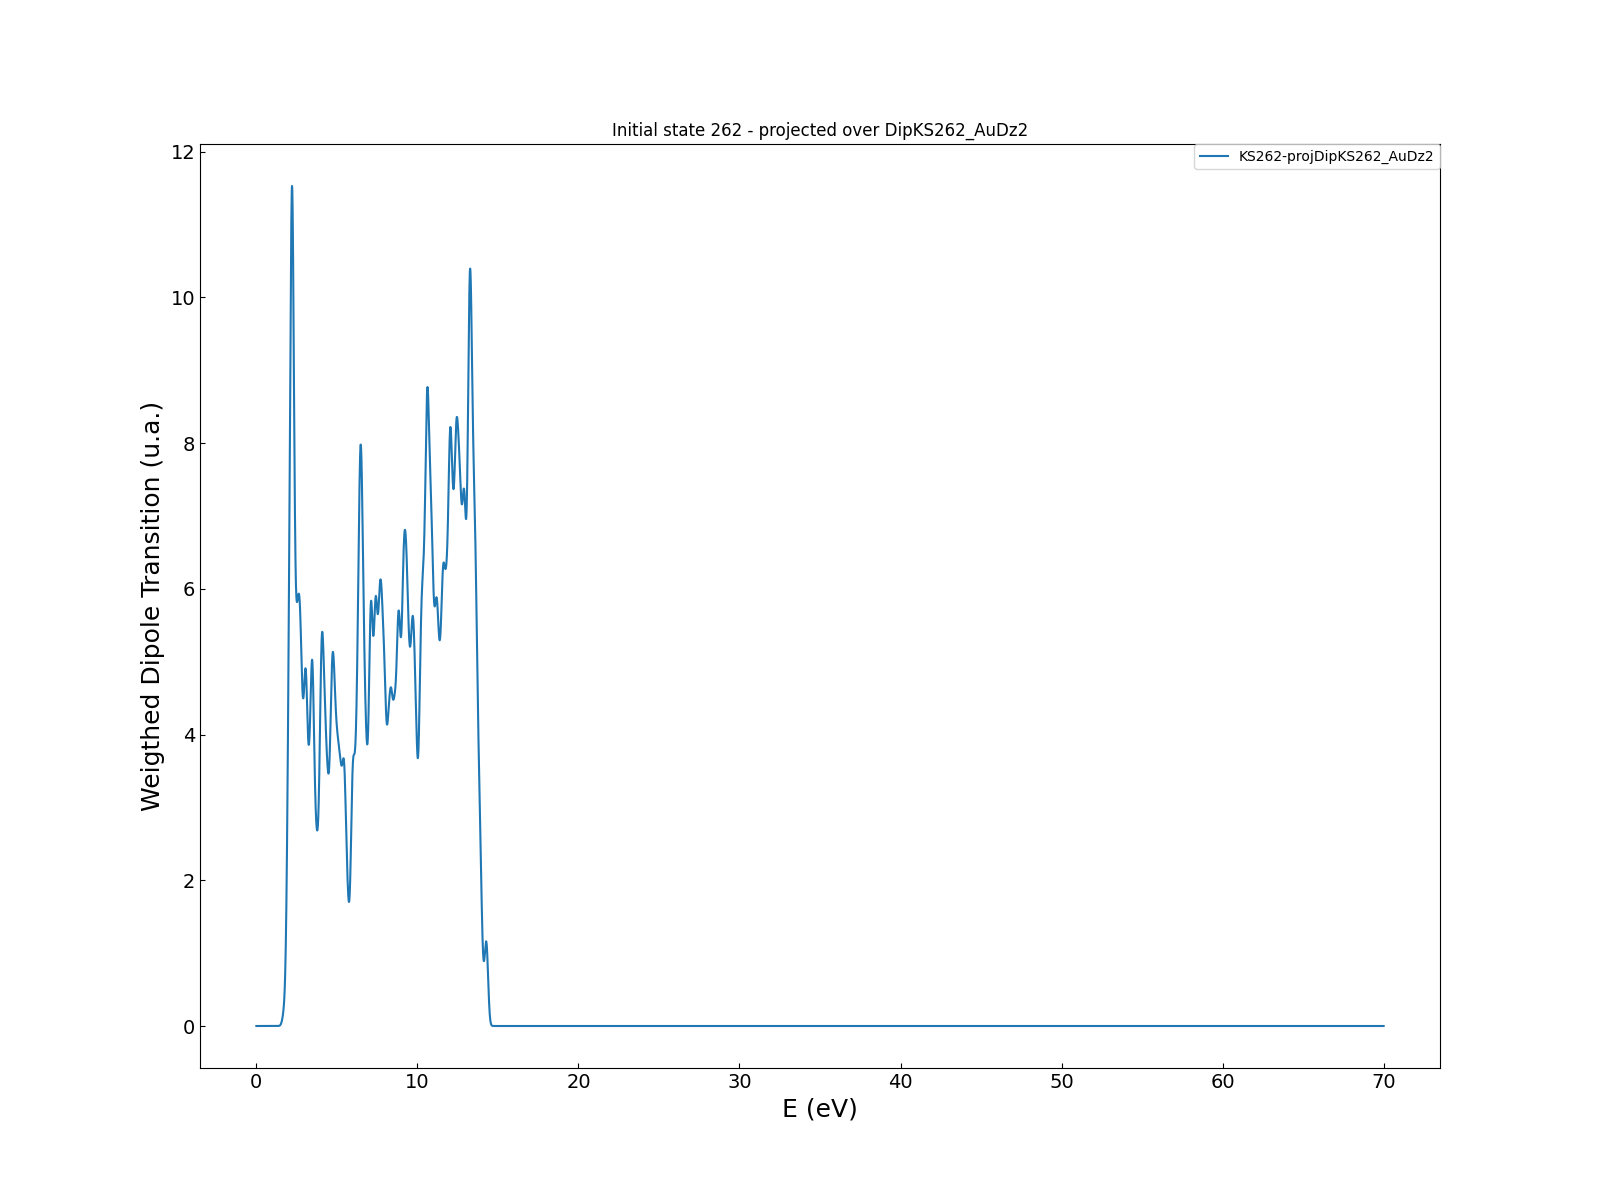 Initial state 262 - projected over DipKS262_AuDz2
KS262-projDipKS262_AuDz2
Weigthed Dipole Transition (u.a.)
12
10
8
6
4
2
0
0 10 20 30 40 50 60 70
E (eV)